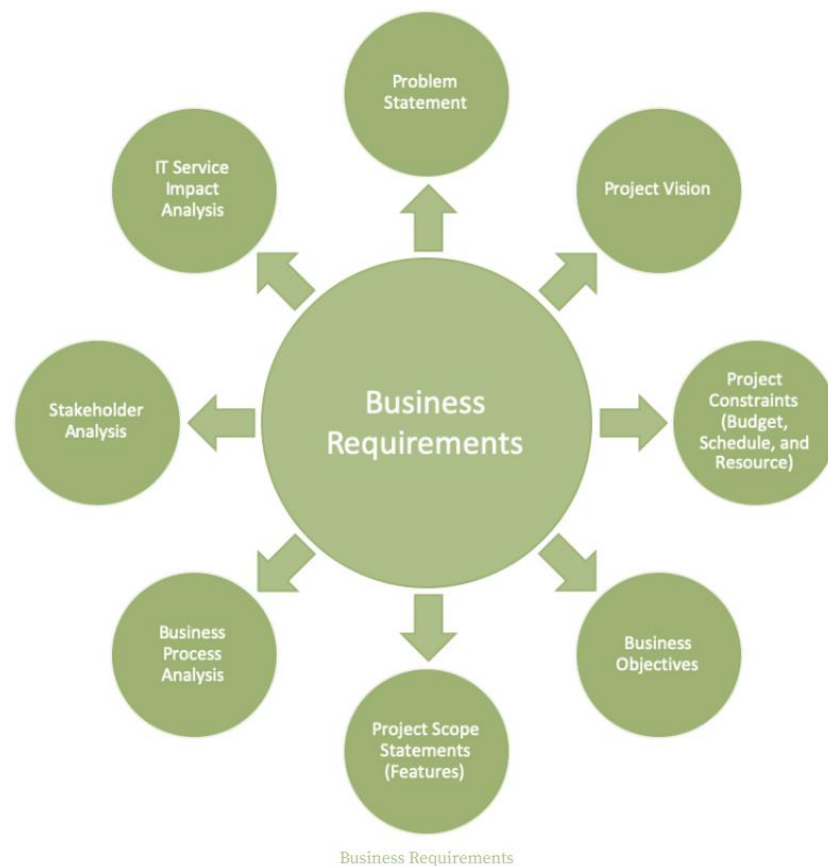 Problem
Statement
Project Vision
Project
Constraints
(Budget,
Schedule, and
Resource)
Business
Objectives
Project Scope
Statements
(Features)
Business
Process
Analysis
Stakeholder
Analysis
IT Service
Impact
Analysis
Business
Requirements
Business Requirements